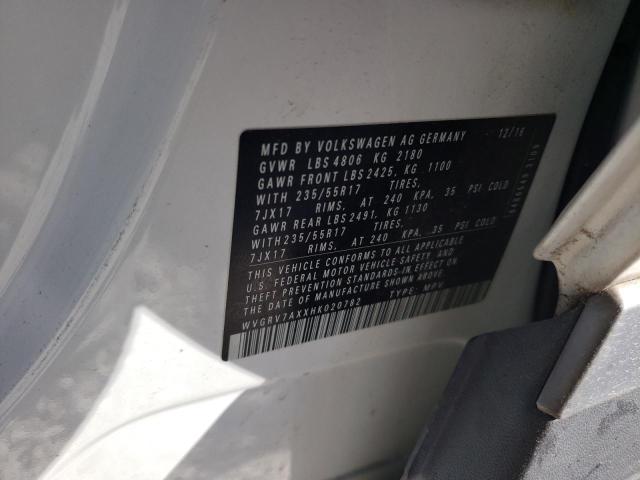 MFD BY VOLKSWAGEN AG GERMANY 12/16
GVWR LBS 4806 KG 2180
GAWR FRONT LBS 2425, KG 1100
WITH 235/55R17 TIRES,
7JX17 RIMS, AT 240 KPA, 35 PSI COLD
GAWR REAR LBS 2491, KG 1130
WITH 235/55R17 TIRES,
7JX17 RIMS, AT 240 KPA, 35 PSI COLD
THIS VEHICLE CONFORMS TO ALL APPLICABLE
U.S. FEDERAL MOTOR VEHICLE SAFETY AND
THEFT PREVENTION STANDARDS IN EFFECT ON
DATE OF MANUFACTURE SHOWN ABOVE.
WVGRV7AXXHK020782 TYPE: MPV